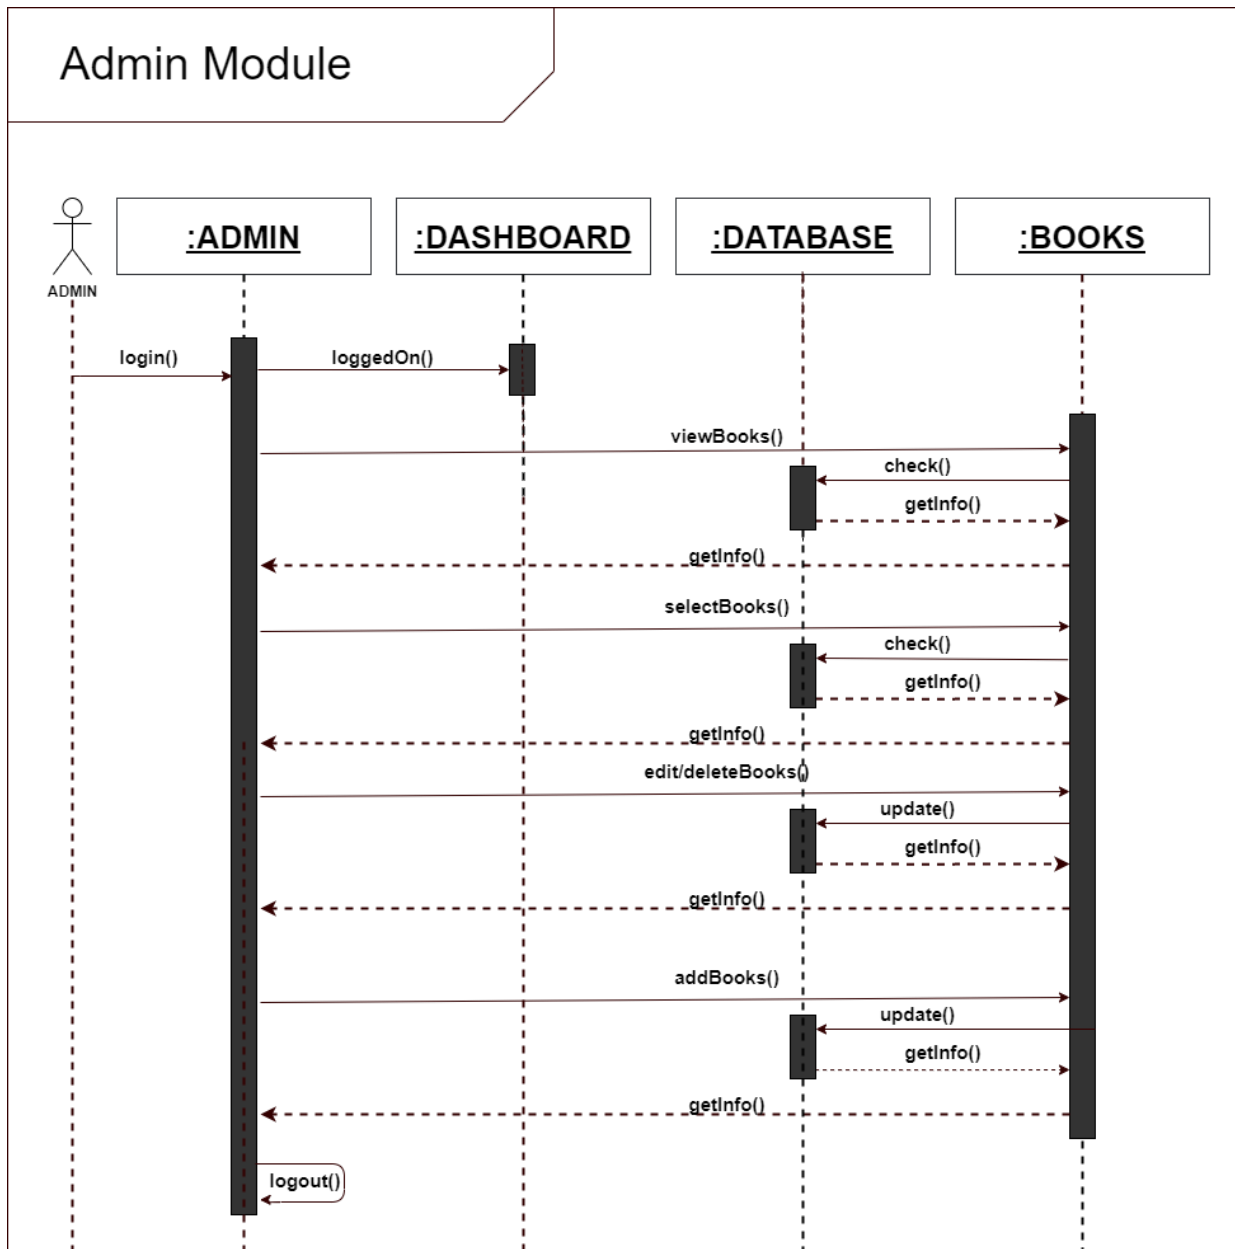 Admin Module
ADMIN
:ADMIN
:DASHBOARD
:DATABASE
:BOOKS
login()
loggedOn()
viewBooks()
check()
getInfo()
getInfo()
selectBooks()
check()
getInfo()
getInfo()
edit/deleteBooks()
update()
getInfo()
getInfo()
addBooks()
update()
getInfo()
getInfo()
logout()